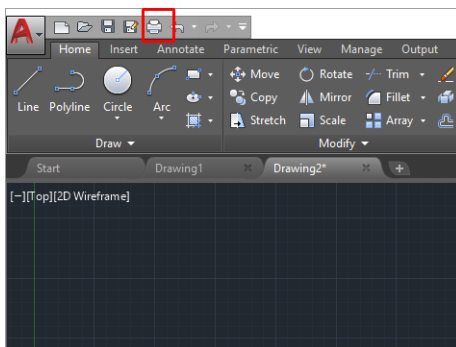 A
Home Insert Annotate Parametric View Manage Output
Move Rotate Trim
Copy Mirror Fillet
Line Polyline Circle Arc
Stretch Scale Array
Draw Modify
Start Drawing1 Drawing2*
[−][Top][2D Wireframe]